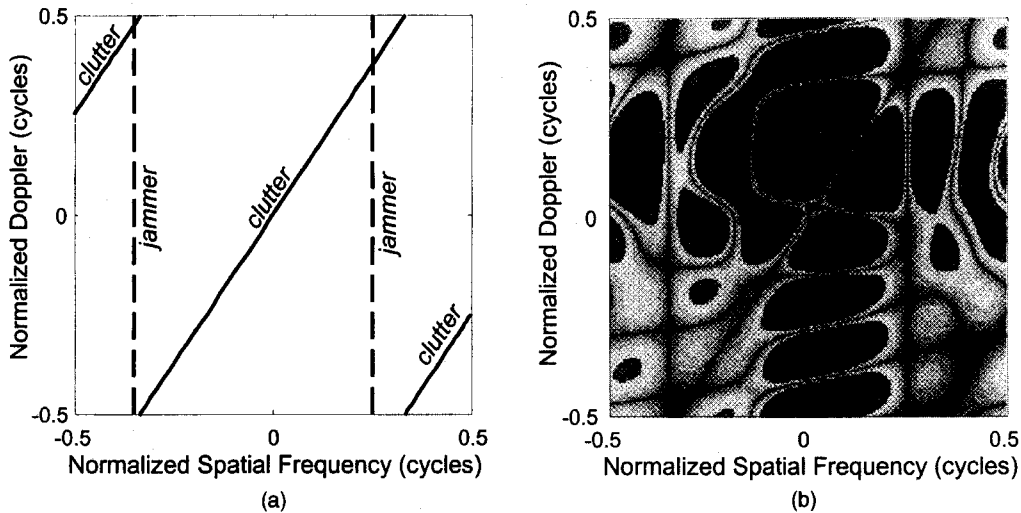 0.5
clutter
jammer
clutter
jammer
clutter
0
-0.5
-0.5
0
0.5
Normalized Doppler (cycles)
Normalized Spatial Frequency (cycles)
(a)
0.5
0
-0.5
-0.5
0
0.5
Normalized Doppler (cycles)
Normalized Spatial Frequency (cycles)
(b)